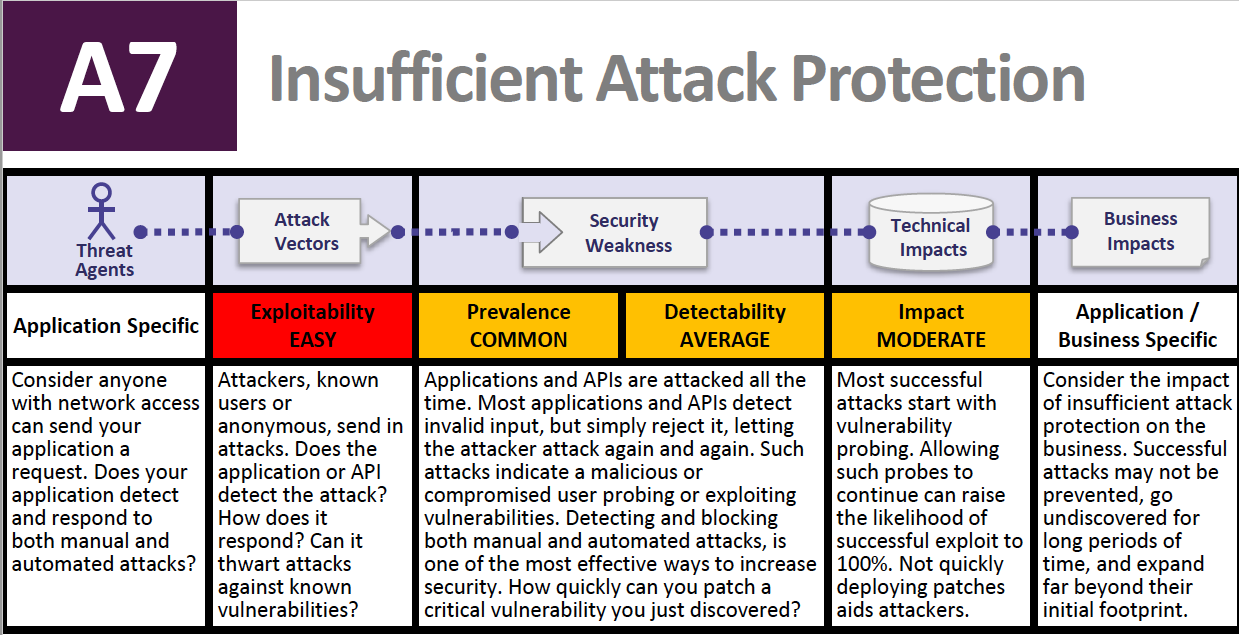 A7
Insufficient Attack Protection
Threat
Agents
Attack
Vectors
Security
Weakness
Technical
Impacts
Business
Impacts
Application Specific
Exploitability
EASY
Prevalence
COMMON
Detectability
AVERAGE
Impact
MODERATE
Application /
Business Specific
Consider anyone
with network access
can send your
application a
request. Does your
application detect
and respond to
both manual and
automated attacks?
Attackers, known
users or
anonymous, send in
attacks. Does the
application or API
detect the attack?
How does it
respond? Can it
thwart attacks
against known
vulnerabilities?
Applications and APIs are attacked all the
time. Most applications and APIs detect
invalid input, but simply reject it, letting
the attacker attack again and again. Such
attacks indicate a malicious or
compromised user probing or exploiting
vulnerabilities. Detecting and blocking
both manual and automated attacks, is
one of the most effective ways to increase
security. How quickly can you patch a
critical vulnerability you just discovered?
Most successful
attacks start with
vulnerability
probing. Allowing
such probes to
continue can raise
the likelihood of
successful exploit to
100%. Not quickly
deploying patches
aids attackers.
Consider the impact
of insufficient attack
protection on the
business. Successful
attacks may not be
prevented, go
undiscovered for
long periods of
time, and expand
far beyond their
initial footprint.